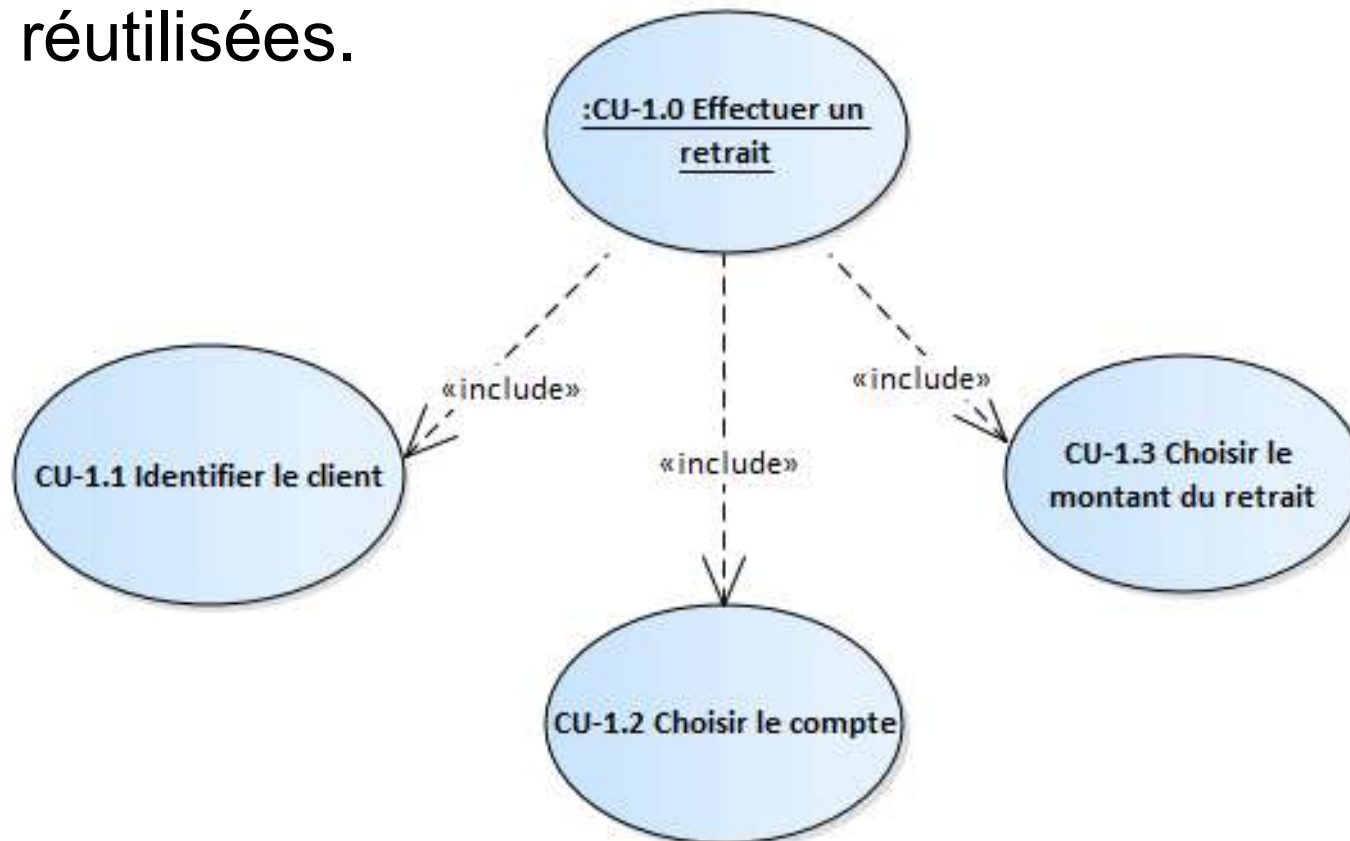 réutilisées.
:CU-1.0 Effectuer un
retrait
«include»
«include»
«include»
CU-1.1 Identifier le client
CU-1.3 Choisir le
montant du retrait
CU-1.2 Choisir le compte